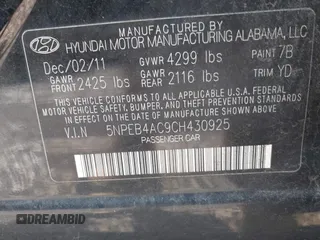 MANUFACTURED BY
HYUNDAI MOTOR MANUFACTURING ALABAMA, LLC
Dec/02/11 GVWR 4299 lbs PAINT 7B
GAWR FRONT 2425 lbs GAWR REAR 2116 lbs TRIM YD
THIS VEHICLE CONFORMS TO ALL APPLICABLE U.S.
FEDERAL MOTOR VEHICLE SAFETY, BUMPER, AND
THEFT PREVENTION STANDARDS IN EFFECT ON THE
DATE OF MANUFACTURE SHOWN ABOVE.
V.I.N 5NPEB4AC9CH430925
PASSENGER CAR
DREAMBID